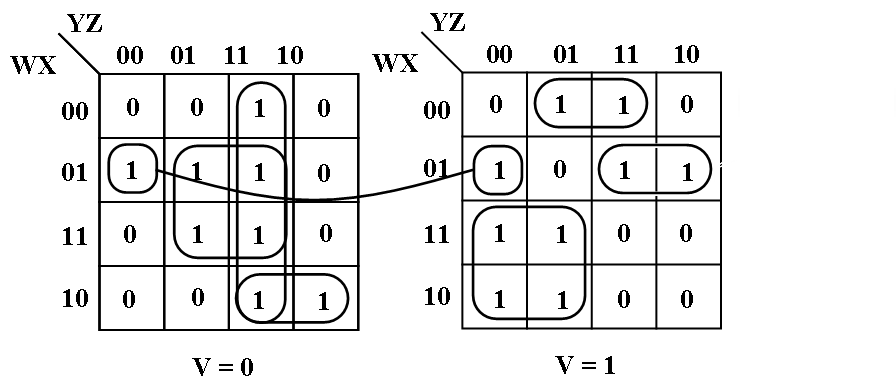 YZ YZ
WX 00 01 11 10 WX 00 01 11 10
00 0 0 1 0 00 0 1 1 0
01 1 1 1 0 01 1 0 1 1
11 0 1 1 0 11 1 1 0 0
10 0 0 1 1 10 1 1 0 0
V = 0 V = 1